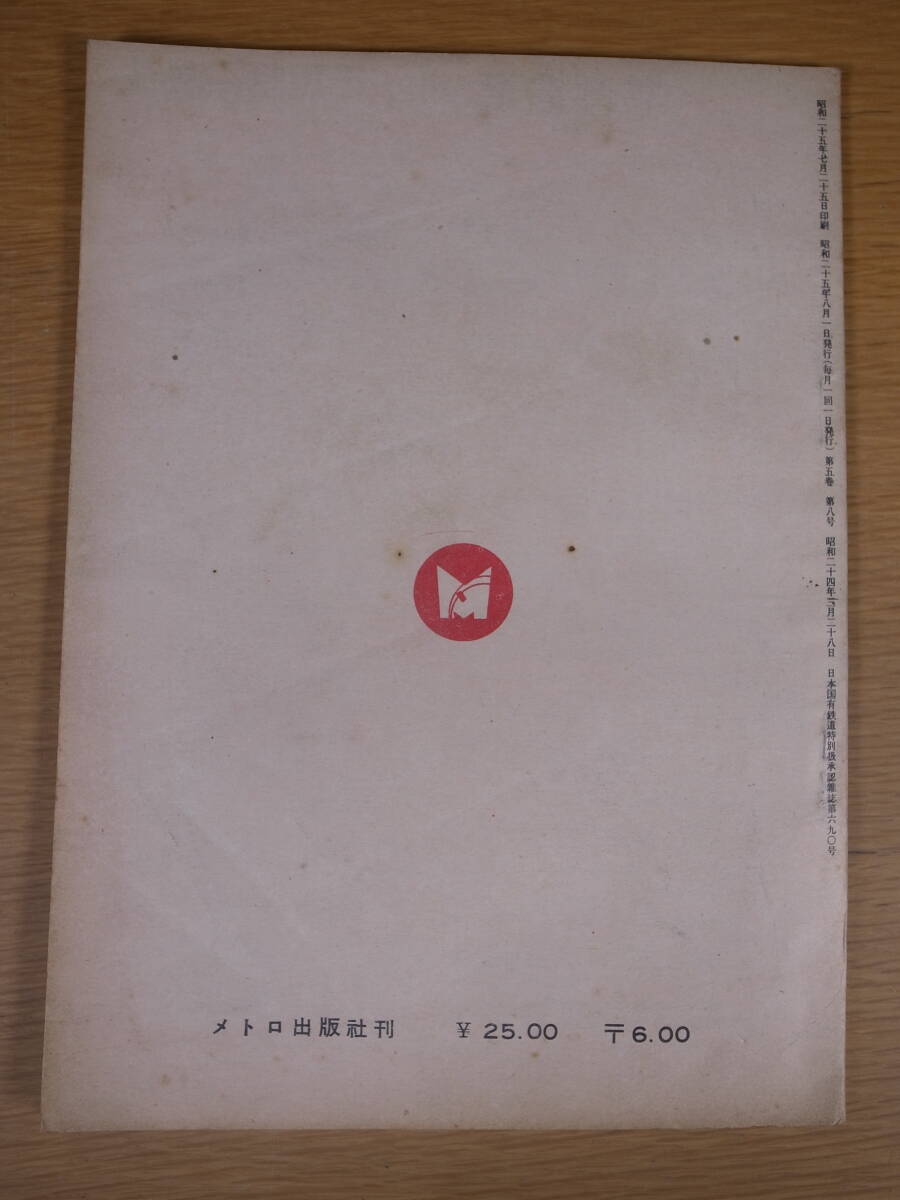 昭和二十五年七月二十五日印刷　昭和二十五年八月一日発行（毎月一回一日発行）第五巻　第八号　昭和二十四年三月二十八日　日本国有鉄道特別扱承認雑誌第六九〇号
メトロ出版社刊　￥25.00　〒6.00